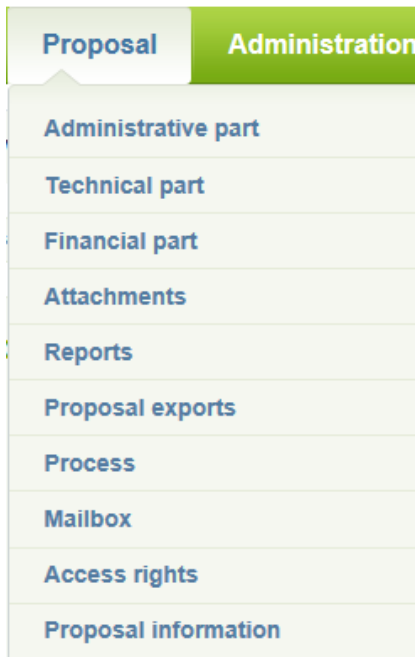 Proposal Administration
Administrative part
Technical part
Financial part
Attachments
Reports
Proposal exports
Process
Mailbox
Access rights
Proposal information